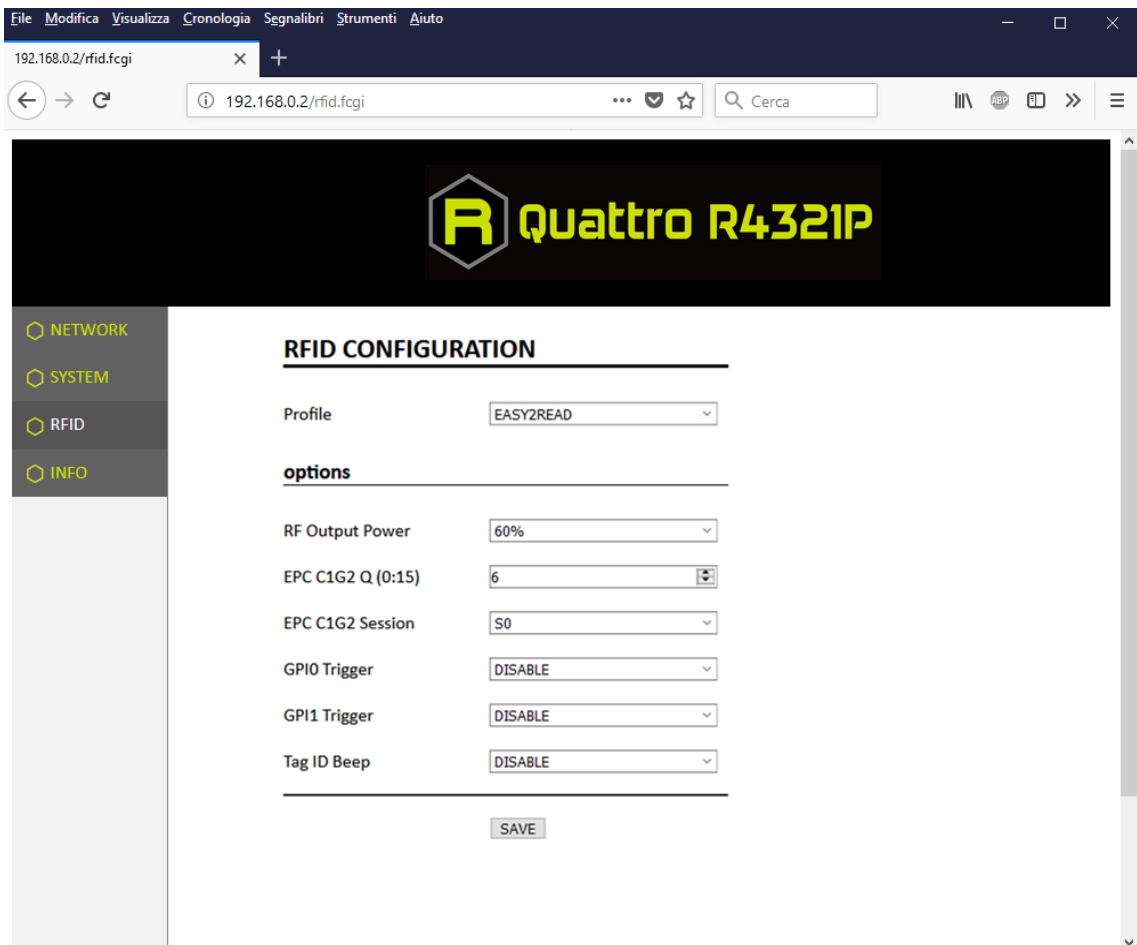 File Modifica Visualizza Cronologia Segnalibri Strumenti Aiuto
192.168.0.2/rfid.fcgi
192.168.0.2/rfid.fcgi
Cerca
ABP
R Quattro R4321P
NETWORK
SYSTEM
RFID
INFO
RFID CONFIGURATION
Profile EASY2READ
options
RF Output Power 60%
EPC C1G2 Q (0:15) 6
EPC C1G2 Session S0
GPI0 Trigger DISABLE
GPI1 Trigger DISABLE
Tag ID Beep DISABLE
SAVE